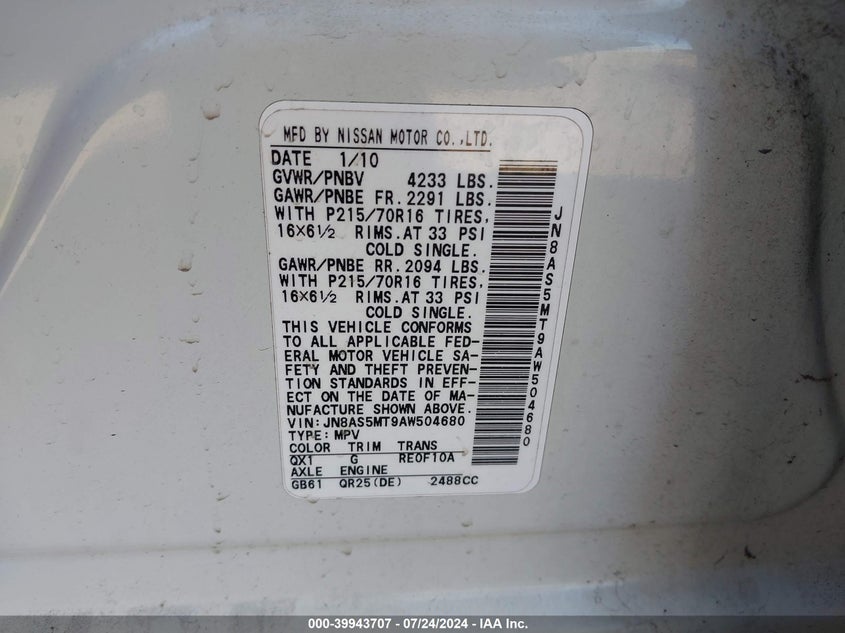 MFD BY NISSAN MOTOR CO.,LTD.
DATE 1/10
GVWR/PNBV 4233 LBS.
GAWR/PNBE FR. 2291 LBS.
WITH P215/70R16 TIRES,
16X6½ RIMS.AT 33 PSI
COLD SINGLE.
GAWR/PNBE RR. 2094 LBS.
WITH P215/70R16 TIRES,
16X6½ RIMS.AT 33 PSI
COLD SINGLE.
THIS VEHICLE CONFORMS
TO ALL APPLICABLE FED-
ERAL MOTOR VEHICLE SA-
FETY AND THEFT PREVEN-
TION STANDARDS IN EFF-
ECT ON THE DATE OF MA-
NUFACTURE SHOWN ABOVE.
VIN: JN8AS5MT9AW504680
TYPE: MPV
COLOR TRIM TRANS
QX1 G RE0F10A
AXLE ENGINE
GB61 QR25(DE) 2488CC
JN8AS5MT9AW504680
000-39943707 / 07/24/2024 - IAA Inc.